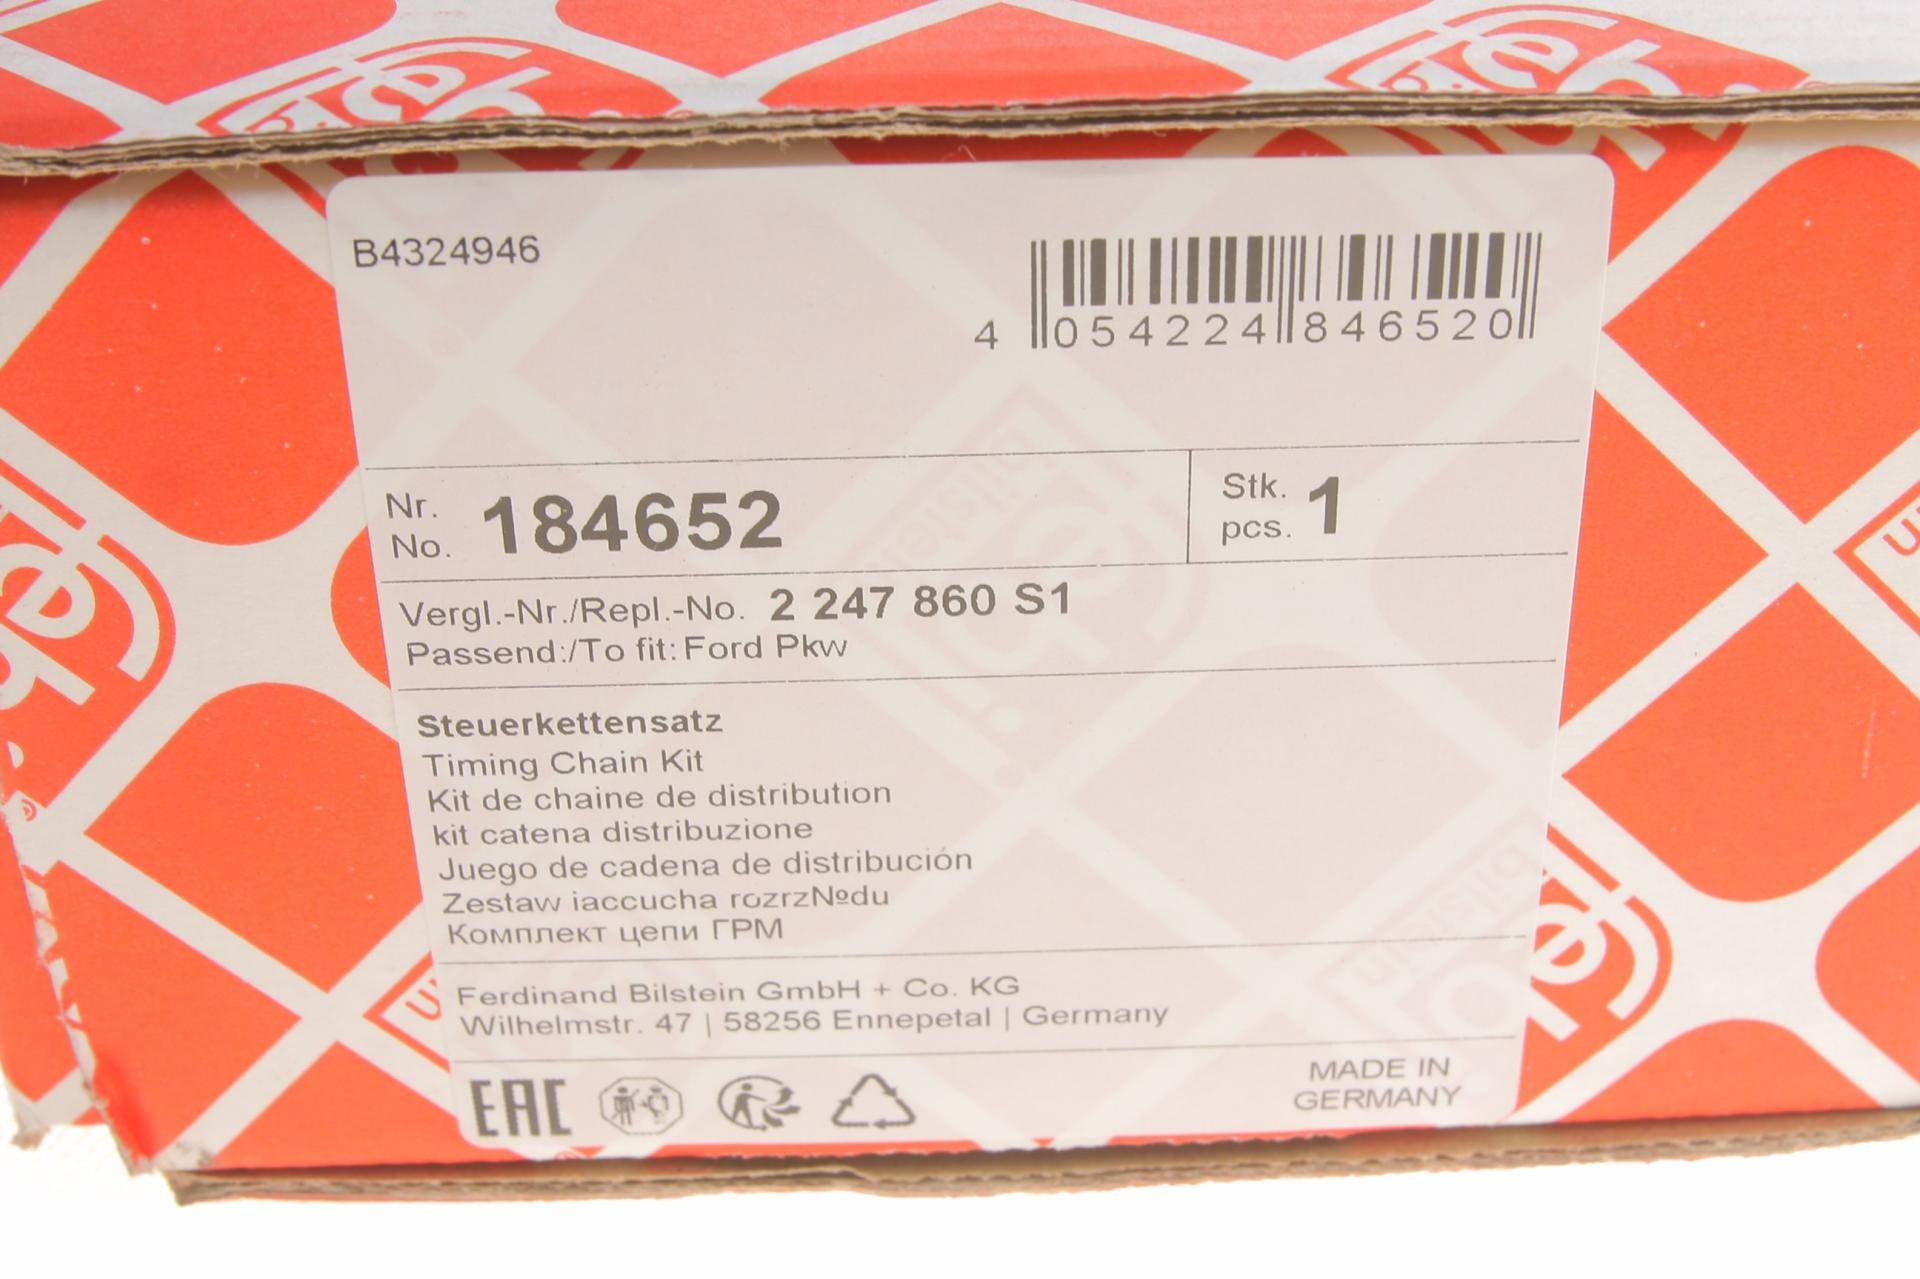 B4324946
4 054224 846520
Nr.
No. 184652
Stk.
pcs. 1
Vergl.-Nr./Repl.-No. 2 247 860 S1
Passend:/To fit: Ford Pkw
Steuerkettensatz
Timing Chain Kit
Kit de chaine de distribution
kit catena distribuzione
Juego de cadena de distribución
Zestaw iaccucha rozrz№du
Комплект цепи ГРМ
Ferdinand Bilstein GmbH + Co. KG
Wilhelmstr. 47 | 58256 Ennepetal | Germany
EAC
MADE IN
GERMANY
febi
bilstein